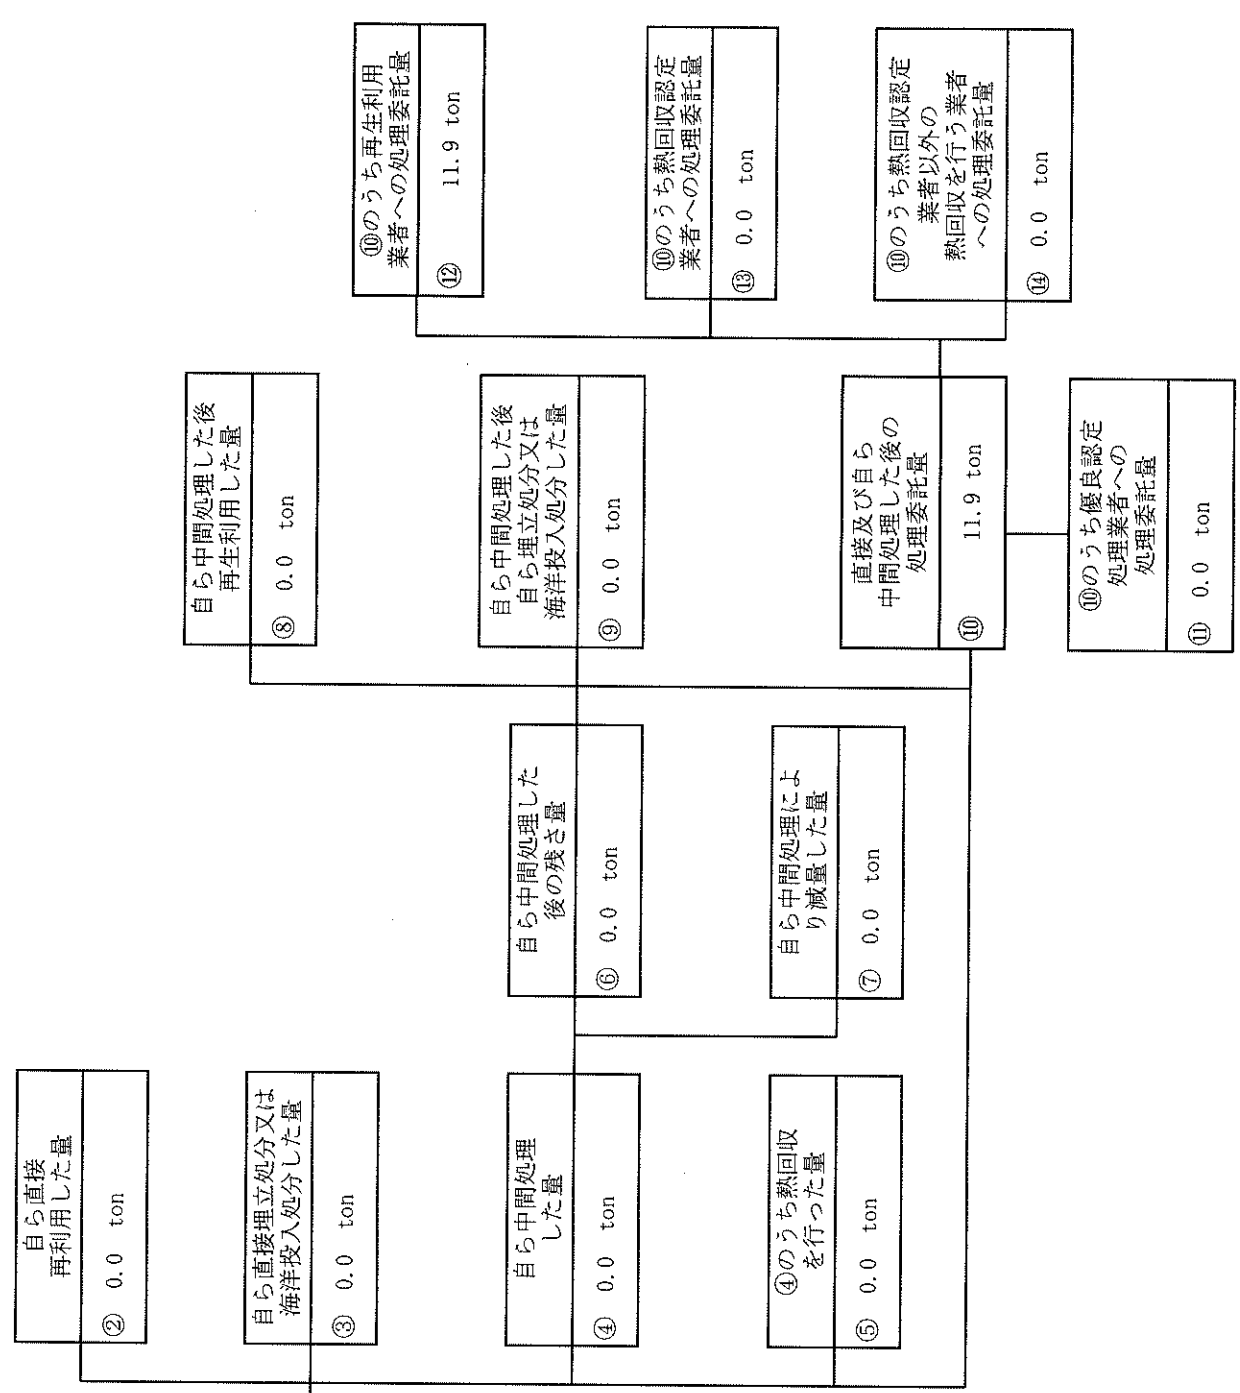 自ら直接
再利用した量
② 0.0 ton
自ら直接埋立処分又は
海洋投入処分した量
③ 0.0 ton
自ら中間処理
した量
④ 0.0 ton
④のうち熱回収
を行った量
⑤ 0.0 ton
自ら中間処理した
後の残さ量
⑥ 0.0 ton
自ら中間処理によ
り減量した量
⑦ 0.0 ton
自ら中間処理した後
再生利用した量
⑧ 0.0 ton
自ら中間処理した後
自ら埋立処分又は
海洋投入処分した量
⑨ 0.0 ton
直接及び自ら
中間処理した後の
処理委託量
⑩ 11.9 ton
⑩のうち優良認定
処理業者への
処理委託量
⑪ 0.0 ton
⑩のうち再生利用
業者への処理委託量
⑫ 11.9 ton
⑩のうち熱回収認定
業者への処理委託量
⑬ 0.0 ton
⑩のうち熱回収認定
業者以外の
熱回収を行う業者
への処理委託量
⑭ 0.0 ton